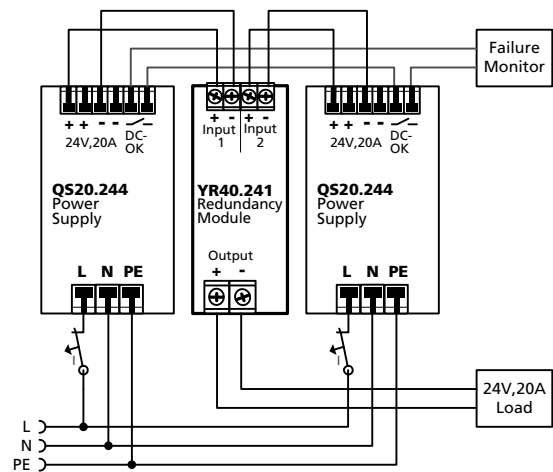 Failure
Monitor
+ + - -
24V,20A
DC-
OK
QS20.244
Power
Supply
L N PE
+ - + -
Input
1
Input
2
YR40.241
Redundancy
Module
Output
+ -
+ + - -
24V,20A
DC-
OK
QS20.244
Power
Supply
L N PE
I
I
24V,20A
Load
L
N
PE